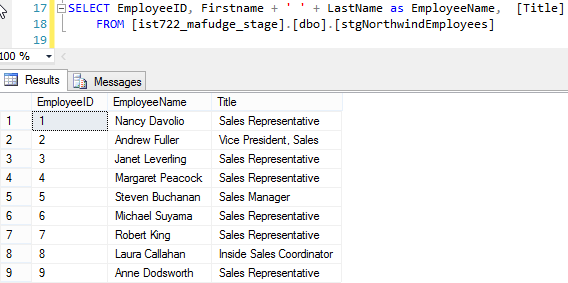 17 SELECT EmployeeID, Firstname + ' ' + LastName as EmployeeName, [Title]
18 FROM [ist722_mafudge_stage].[dbo].[stgNorthwindEmployees]
19
100 %
Results Messages
EmployeeID EmployeeName Title
1 1 Nancy Davolio Sales Representative
2 2 Andrew Fuller Vice President, Sales
3 3 Janet Leverling Sales Representative
4 4 Margaret Peacock Sales Representative
5 5 Steven Buchanan Sales Manager
6 6 Michael Suyama Sales Representative
7 7 Robert King Sales Representative
8 8 Laura Callahan Inside Sales Coordinator
9 9 Anne Dodsworth Sales Representative